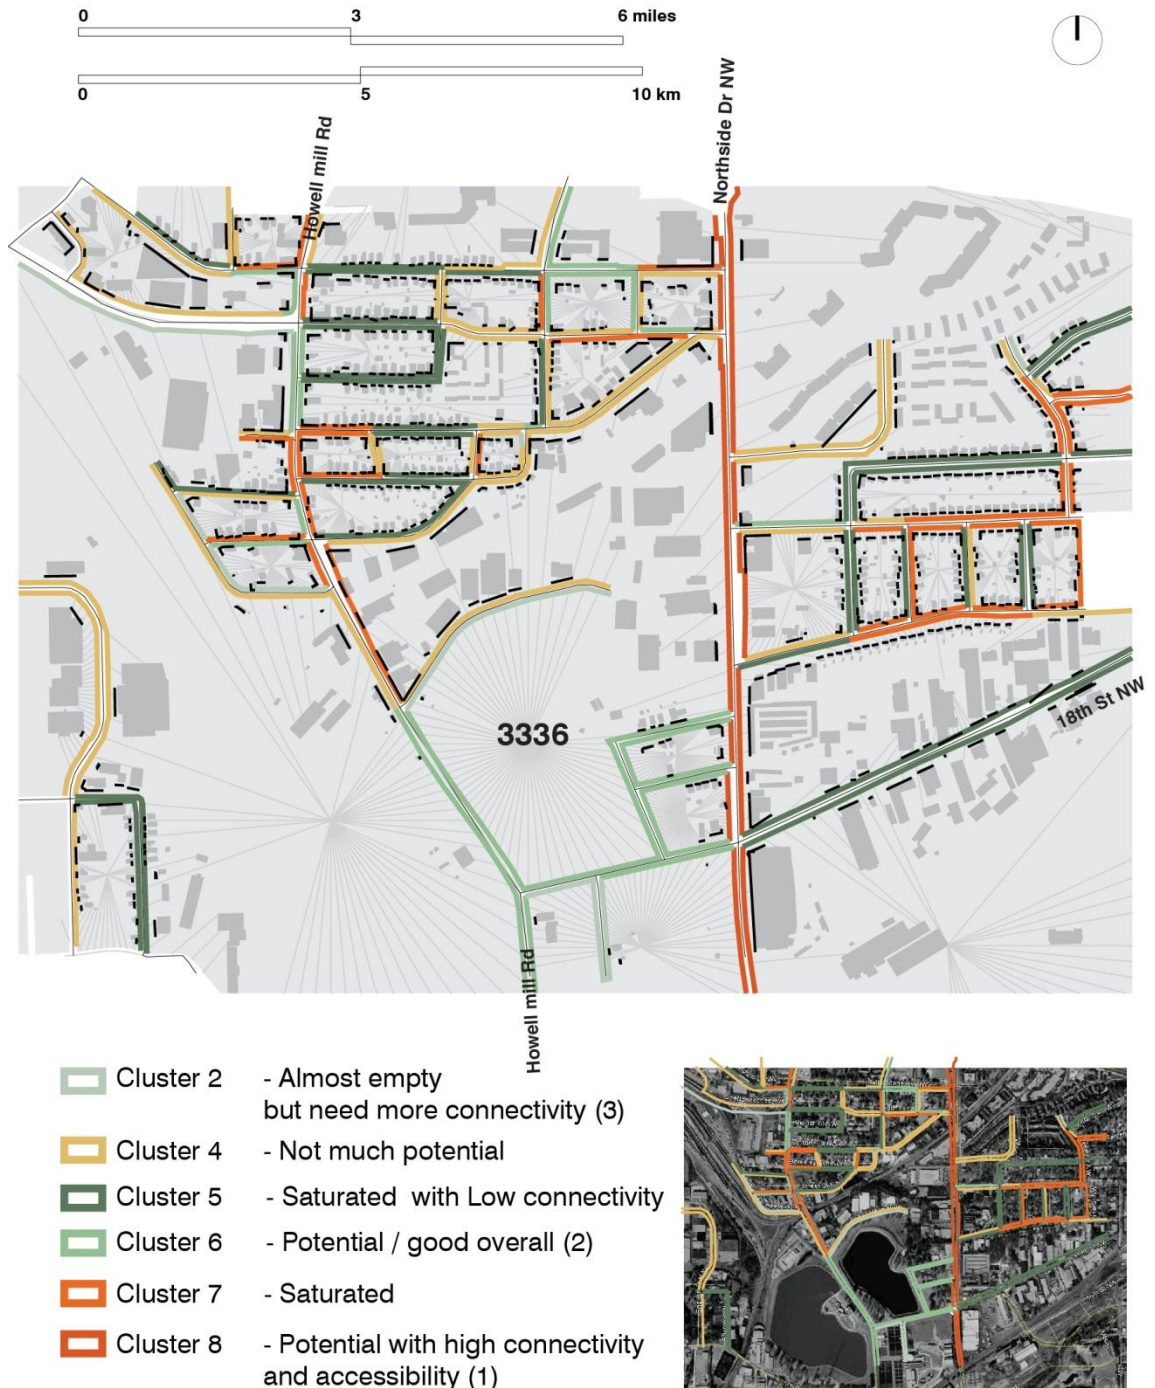 0 3 6 miles
0 5 10 km
Howell mill Rd
Northside Dr NW
3336
18th St NW
Howell mill Rd
Cluster 2 - Almost empty
but need more connectivity (3)
Cluster 4 - Not much potential
Cluster 5 - Saturated with Low connectivity
Cluster 6 - Potential / good overall (2)
Cluster 7 - Saturated
Cluster 8 - Potential with high connectivity
and accessibility (1)